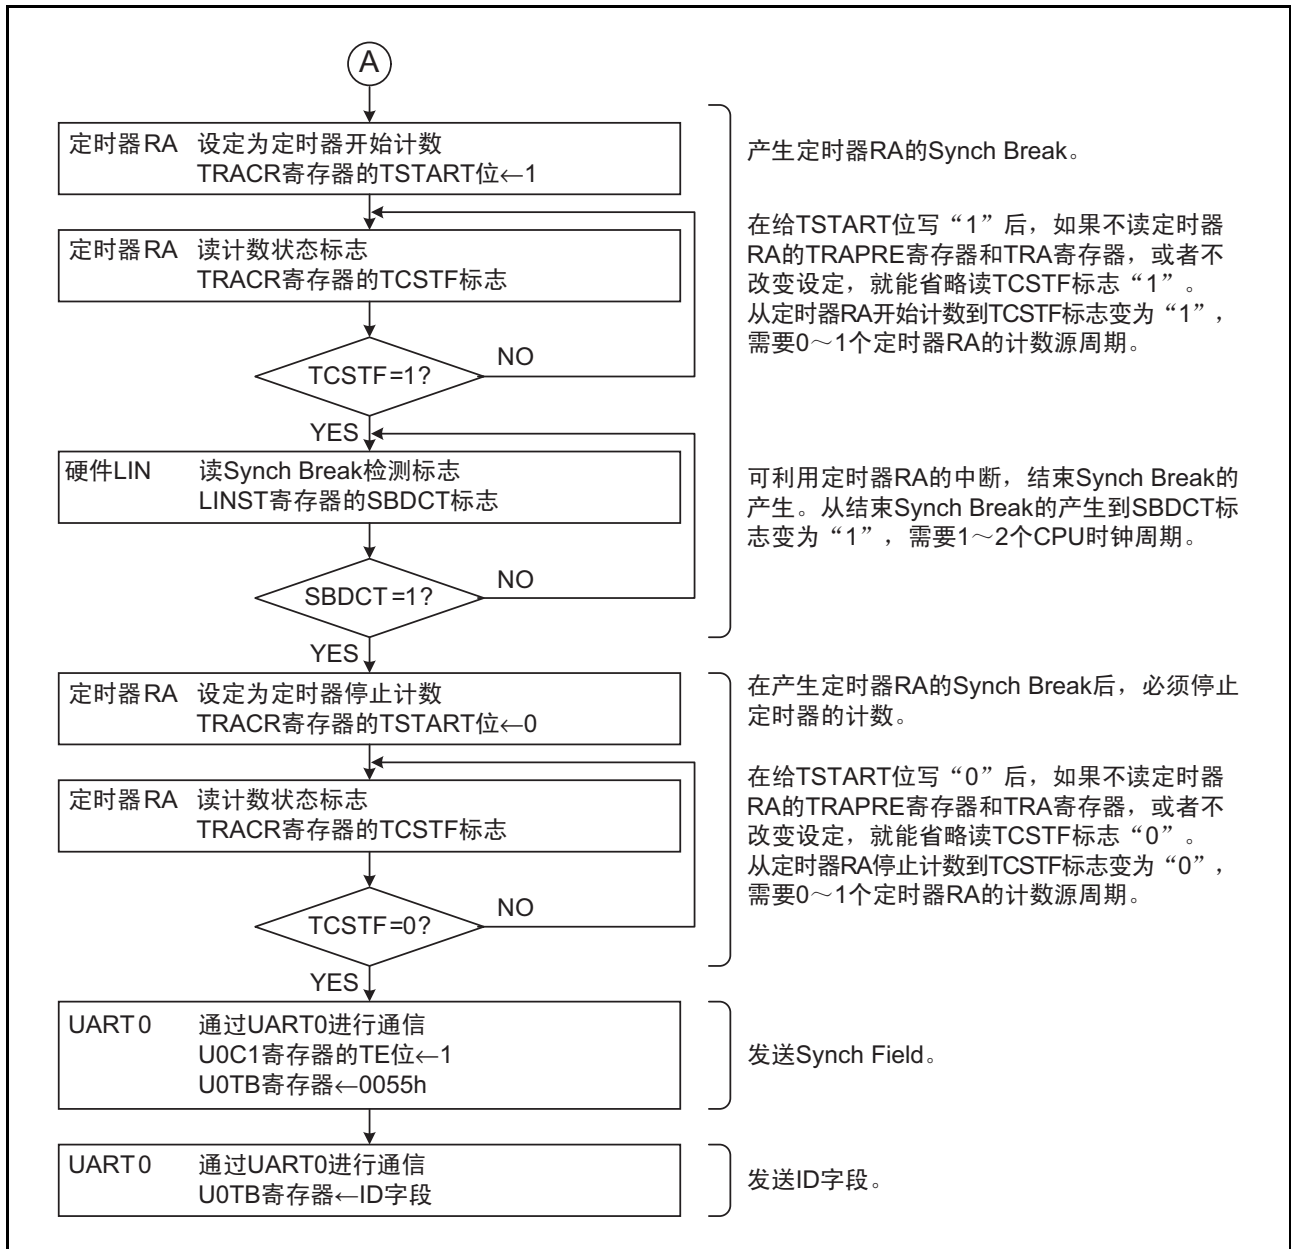 A
定时器RA 设定为定时器开始计数
TRACR寄存器的TSTART位←1
产生定时器RA的Synch Break。
定时器RA 读计数状态标志
TRACR寄存器的TCSTF标志
在给TSTART位写“1”后，如果不读定时器
RA的TRAPRE寄存器和TRA寄存器，或者不
改变设定，就能省略读TCSTF标志“1”。
从定时器RA开始计数到TCSTF标志变为“1”，
需要0～1个定时器RA的计数源周期。
TCSTF=1?
NO
YES
硬件LIN 读Synch Break检测标志
LINST寄存器的SBDCT标志
可利用定时器RA的中断，结束Synch Break的
产生。从结束Synch Break的产生到SBDCT标
志变为“1”，需要1～2个CPU时钟周期。
SBDCT=1?
NO
YES
定时器RA 设定为定时器停止计数
TRACR寄存器的TSTART位←0
在产生定时器RA的Synch Break后，必须停止
定时器的计数。
定时器RA 读计数状态标志
TRACR寄存器的TCSTF标志
在给TSTART位写“0”后，如果不读定时器
RA的TRAPRE寄存器和TRA寄存器，或者不
改变设定，就能省略读TCSTF标志“0”。
从定时器RA停止计数到TCSTF标志变为“0”，
需要0～1个定时器RA的计数源周期。
TCSTF=0?
NO
YES
UART0 通过UART0进行通信
U0C1寄存器的TE位←1
U0TB寄存器←0055h
发送Synch Field。
UART0 通过UART0进行通信
U0TB寄存器←ID字段
发送ID字段。